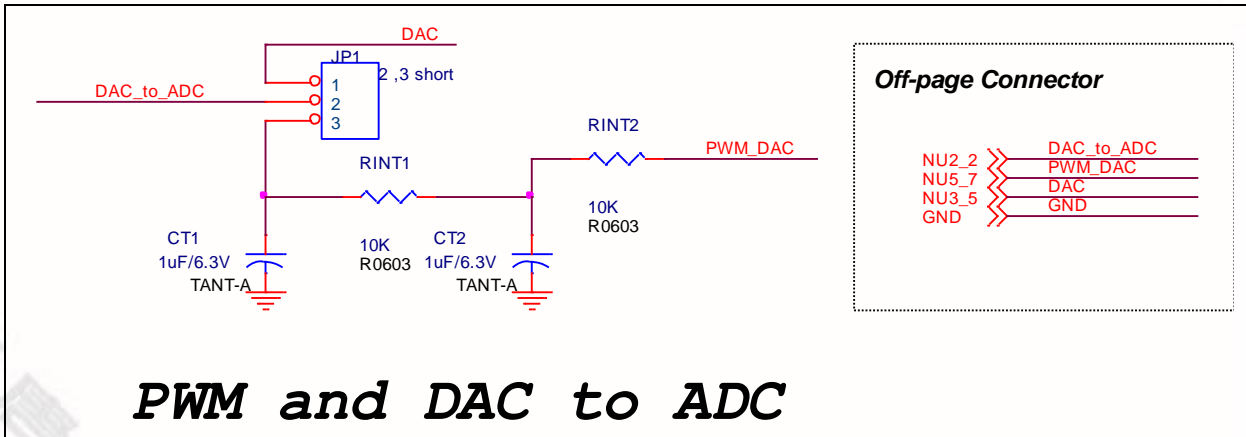 DAC
JP1
2 ,3 short
1
2
3
DAC_to_ADC
RINT1
10K
R0603
RINT2
10K
R0603
PWM_DAC
CT1
1uF/6.3V
TANT-A
CT2
1uF/6.3V
TANT-A
Off-page Connector
NU2_2 DAC_to_ADC
NU5_7 PWM_DAC
NU3_5 DAC
GND GND
PWM and DAC to ADC